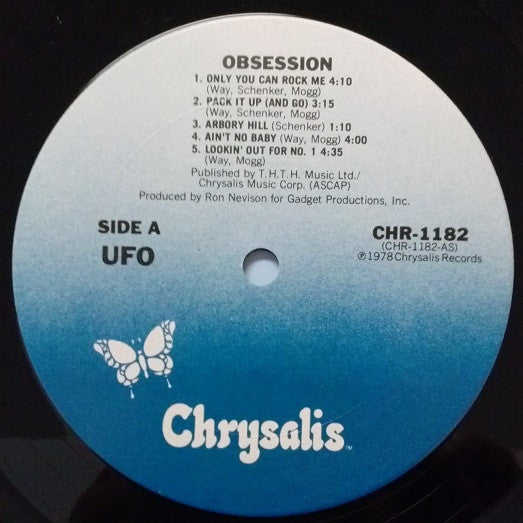 OBSESSION
1. ONLY YOU CAN ROCK ME 4:10
(Way, Schenker, Mogg)
2. PACK IT UP (AND GO) 3:15
(Way, Schenker, Mogg)
3. ARBORY HILL (Schenker) 1:10
4. AIN'T NO BABY (Way, Mogg) 4:00
5. LOOKIN' OUT FOR NO. 1 4:35
(Way, Mogg)
Published by T.H.T.H. Music Ltd./
Chrysalis Music Corp. (ASCAP)
Produced by Ron Nevison for Gadget Productions, Inc.
SIDE A
UFO
CHR-1182
(CHR-1182-AS)
℗1978 Chrysalis Records
Chrysalis™